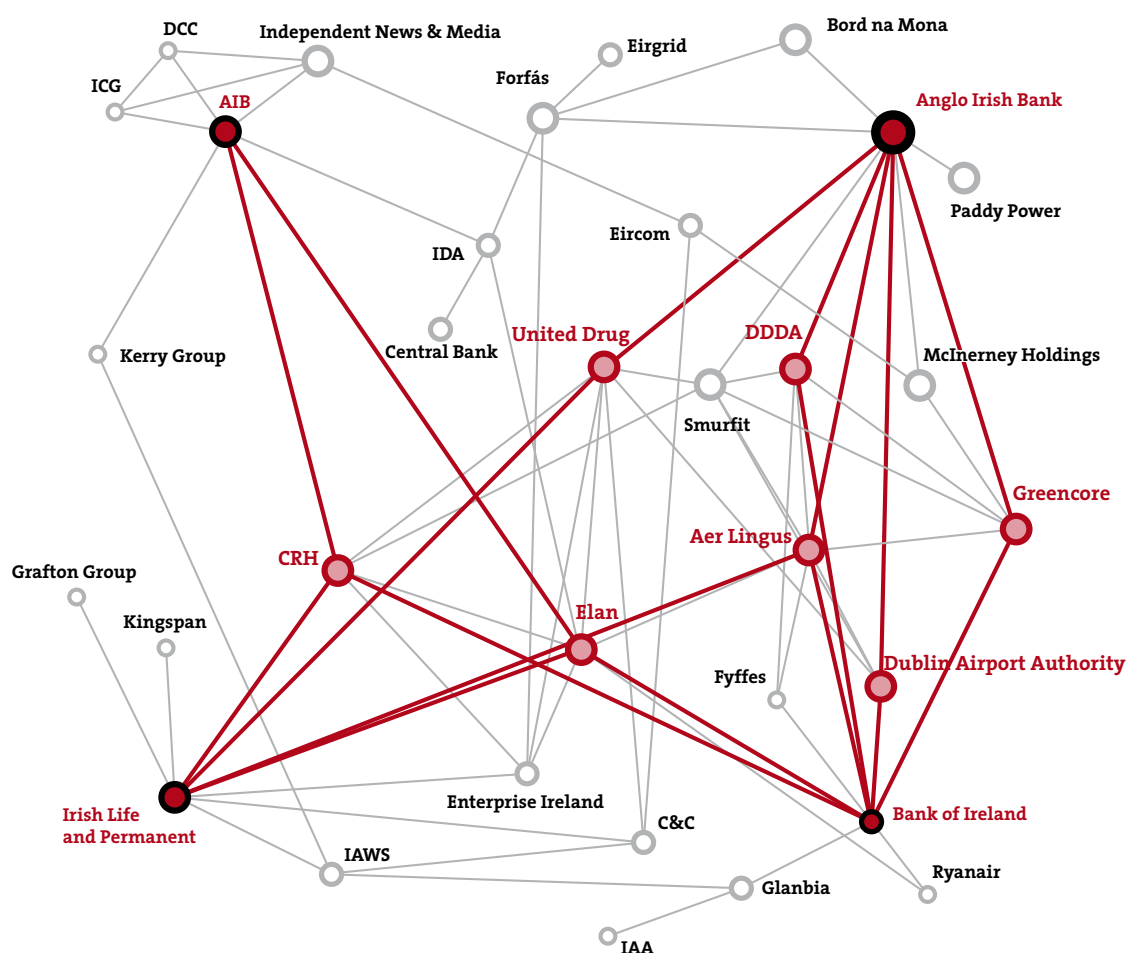 DCC
Independent News & Media
Bord na Mona
Eirgrid
Forfás
ICG
AIB
Anglo Irish Bank
Paddy Power
Eircom
IDA
United Drug
DDDA
Central Bank
Kerry Group
McInerney Holdings
Smurfit
Greencore
Aer Lingus
CRH
Grafton Group
Elan
Kingspan
Dublin Airport Authority
Fyffes
Enterprise Ireland
Irish Life
and Permanent
Bank of Ireland
C&C
IAWS
Ryanair
Glanbia
IAA